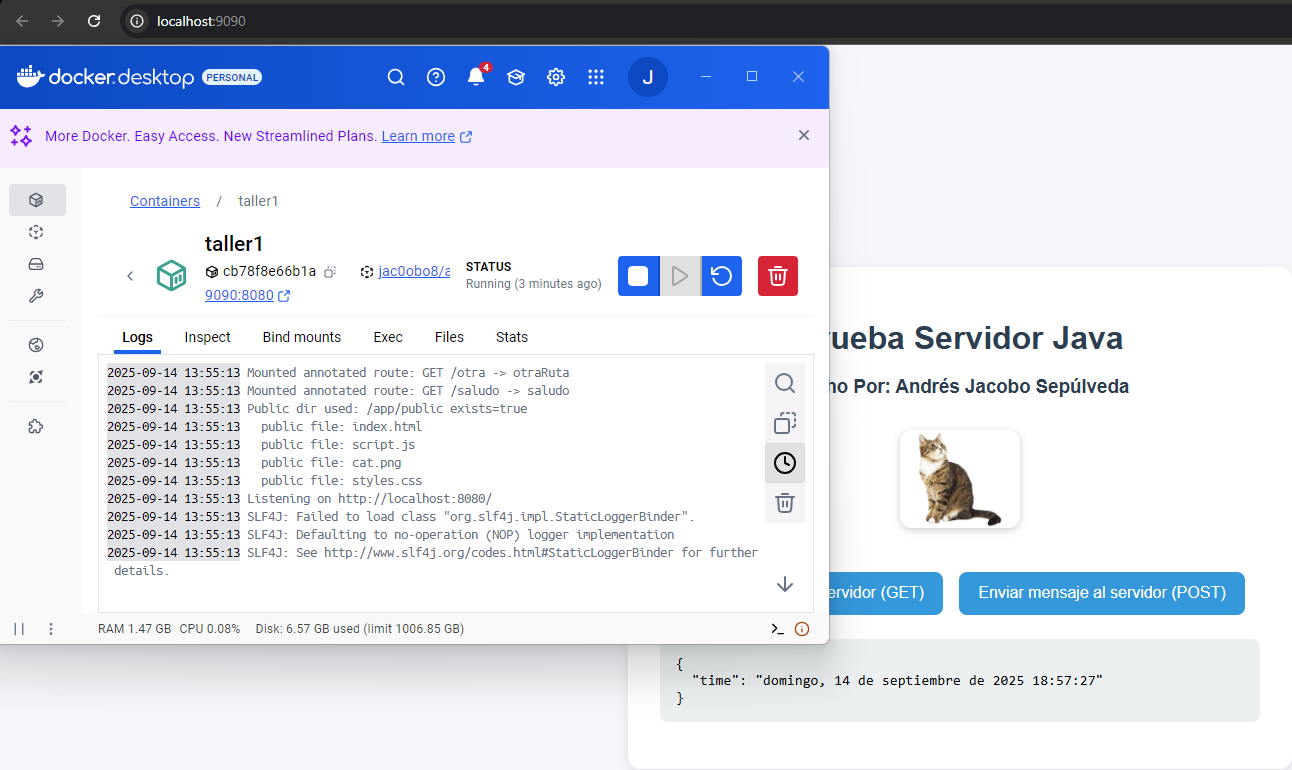 localhost:9090
docker.desktop PERSONAL
4
J
More Docker. Easy Access. New Streamlined Plans. Learn more
Containers / taller1
taller1
cb78f8e66b1a
jac0obo8/a
9090:8080
STATUS
Running (3 minutes ago)
Logs Inspect Bind mounts Exec Files Stats
2025-09-14 13:55:13 Mounted annotated route: GET /otra -> otraRuta
2025-09-14 13:55:13 Mounted annotated route: GET /saludo -> saludo
2025-09-14 13:55:13 Public dir used: /app/public exists=true
2025-09-14 13:55:13   public file: index.html
2025-09-14 13:55:13   public file: script.js
2025-09-14 13:55:13   public file: cat.png
2025-09-14 13:55:13   public file: styles.css
2025-09-14 13:55:13 Listening on http://localhost:8080/
2025-09-14 13:55:13 SLF4J: Failed to load class "org.slf4j.impl.StaticLoggerBinder".
2025-09-14 13:55:13 SLF4J: Defaulting to no-operation (NOP) logger implementation
2025-09-14 13:55:13 SLF4J: See http://www.slf4j.org/codes.html#StaticLoggerBinder for further
details.
RAM 1.47 GB CPU 0.08% Disk: 6.57 GB used (limit 1006.85 GB)
rueba Servidor Java
ho Por: Andrés Jacobo Sepúlveda
ervidor (GET)
Enviar mensaje al servidor (POST)
{
"time": "domingo, 14 de septiembre de 2025 18:57:27"
}